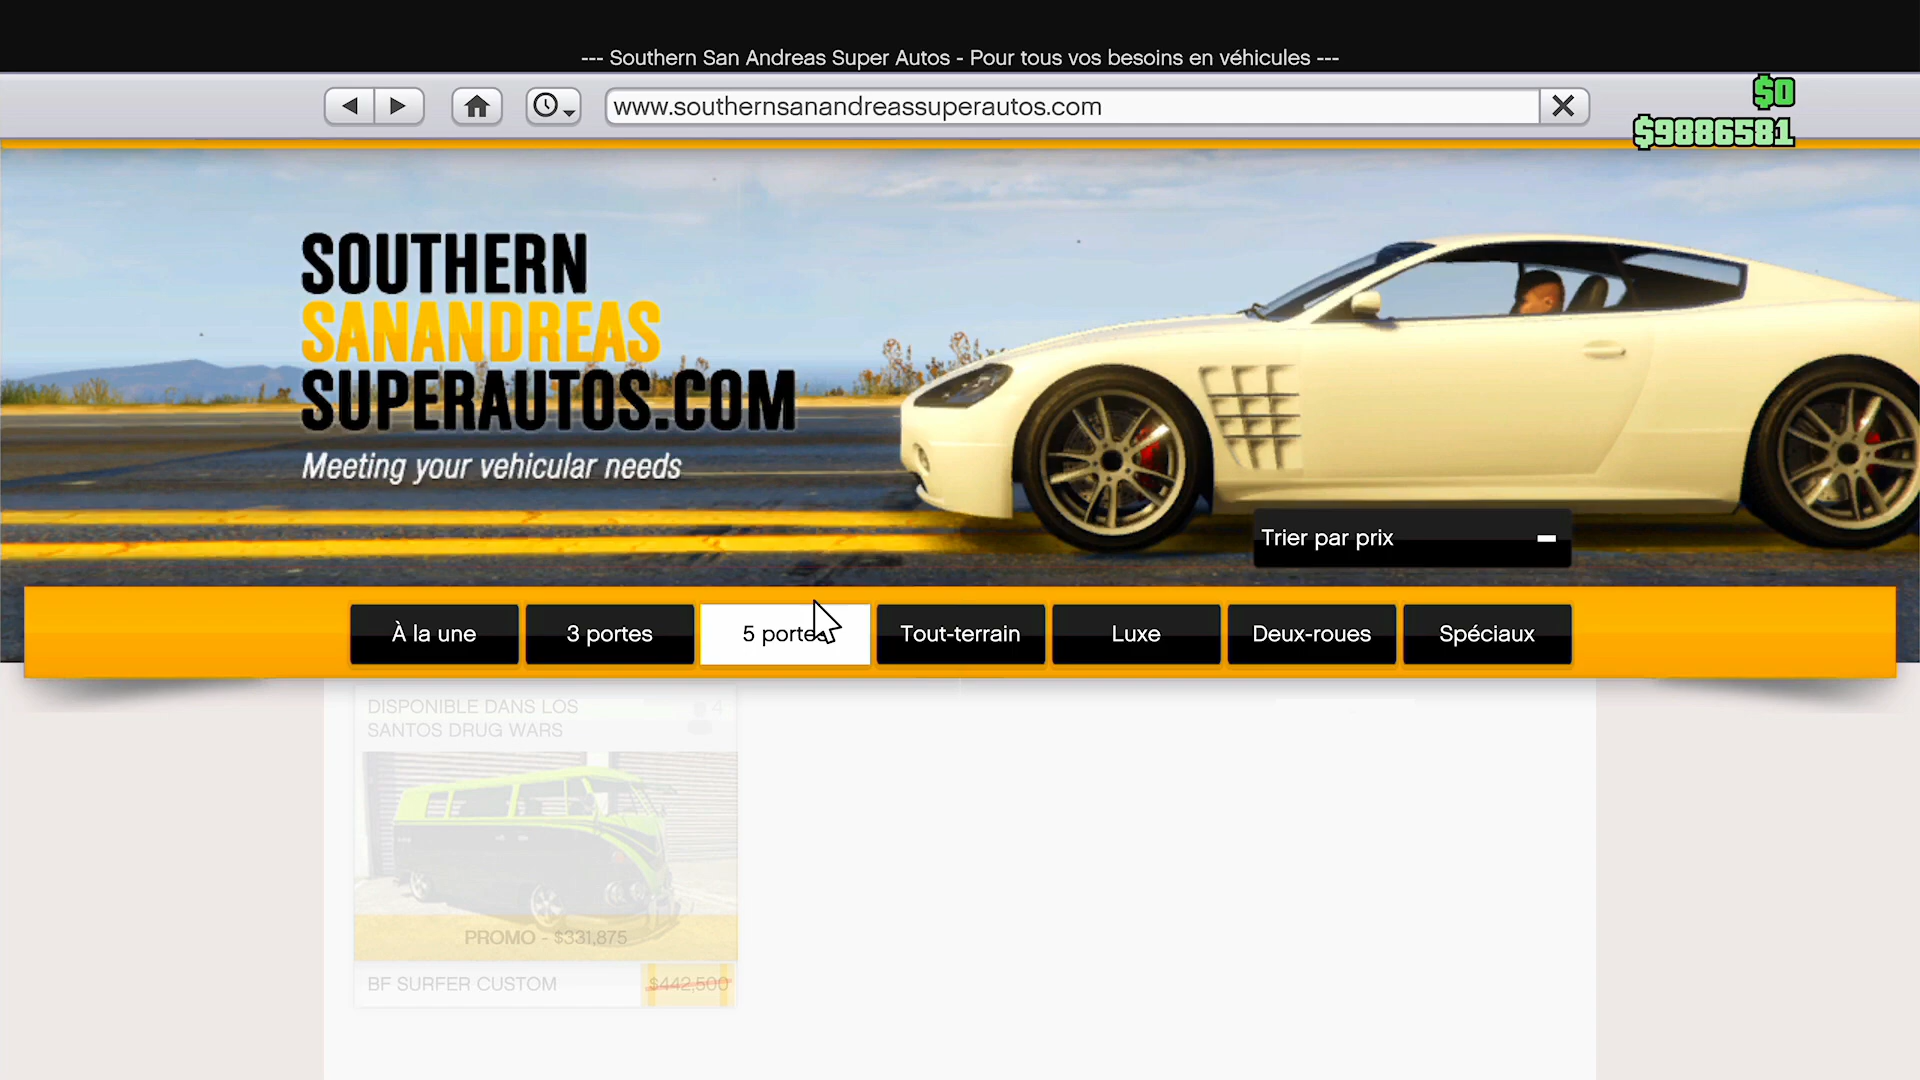 --- Southern San Andreas Super Autos - Pour tous vos besoins en véhicules ---
www.southernsanandreassuperautos.com
$0
$9886581
SOUTHERN
SANANDREAS
SUPERAUTOS.COM
Meeting your vehicular needs
Trier par prix
À la une
3 portes
5 portes
Tout-terrain
Luxe
Deux-roues
Spéciaux
DISPONIBLE DANS LOS
SANTOS DRUG WARS
4
PROMO - $331,875
BF SURFER CUSTOM
$442,500